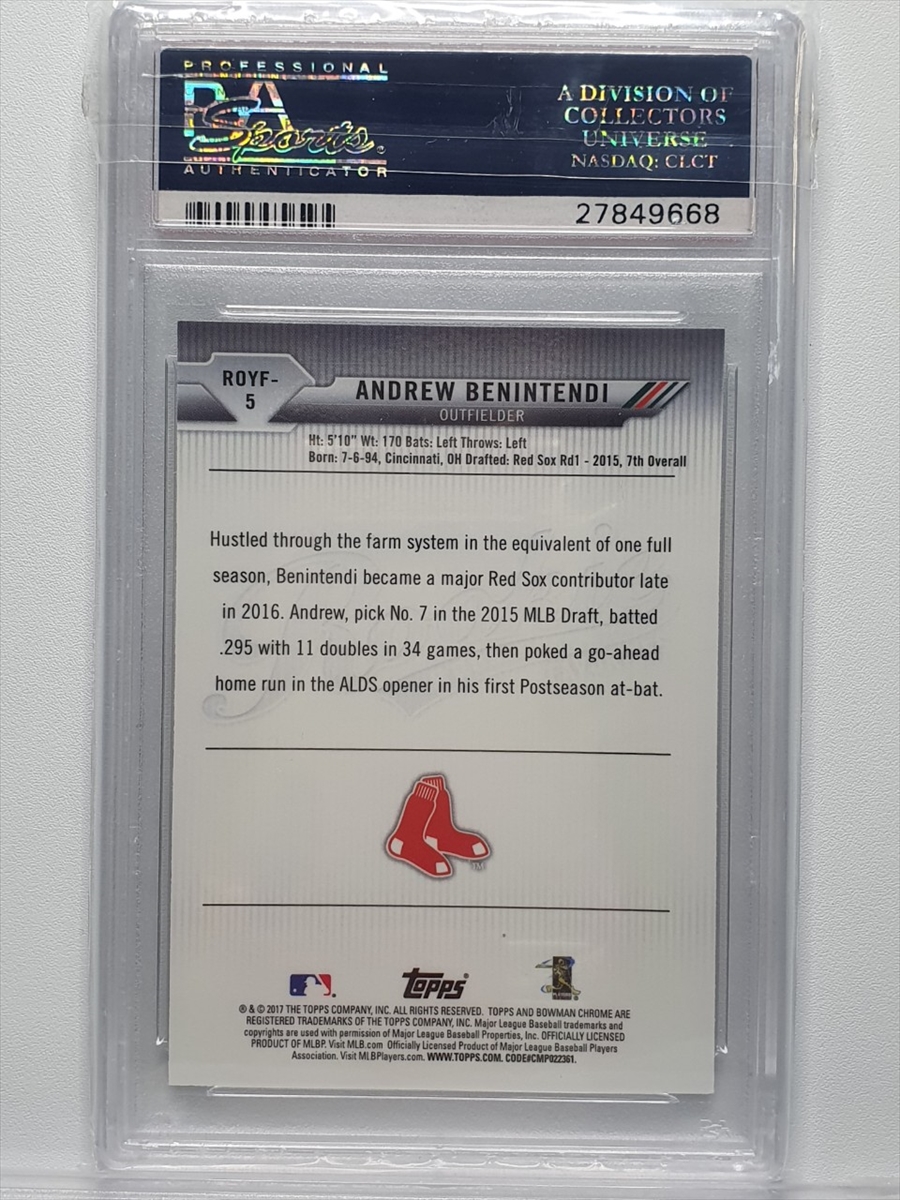 PROFESSIONAL
PSA
Sports.
AUTHENTICATOR
A DIVISION OF
COLLECTORS
UNIVERSE
NASDAQ: CLCT
27849668
ROYF-
5
ANDREW BENINTENDI
OUTFIELDER
Ht: 5'10" Wt: 170 Bats: Left Throws: Left
Born: 7-6-94, Cincinnati, OH Drafted: Red Sox Rd1 - 2015, 7th Overall
Hustled through the farm system in the equivalent of one full
season, Benintendi became a major Red Sox contributor late
in 2016. Andrew, pick No. 7 in the 2015 MLB Draft, batted
.295 with 11 doubles in 34 games, then poked a go-ahead
home run in the ALDS opener in his first Postseason at-bat.
TM
Topps®
® & © 2017 THE TOPPS COMPANY, INC. ALL RIGHTS RESERVED. TOPPS AND BOWMAN CHROME ARE
REGISTERED TRADEMARKS OF THE TOPPS COMPANY, INC. Major League Baseball trademarks and
copyrights are used with permission of Major League Baseball Properties, Inc. OFFICIALLY LICENSED
PRODUCT OF MLBP. Visit MLB.com Officially Licensed Product of Major League Baseball Players
Association. Visit MLBPlayers.com. WWW.TOPPS.COM. CODE#CMP022361.